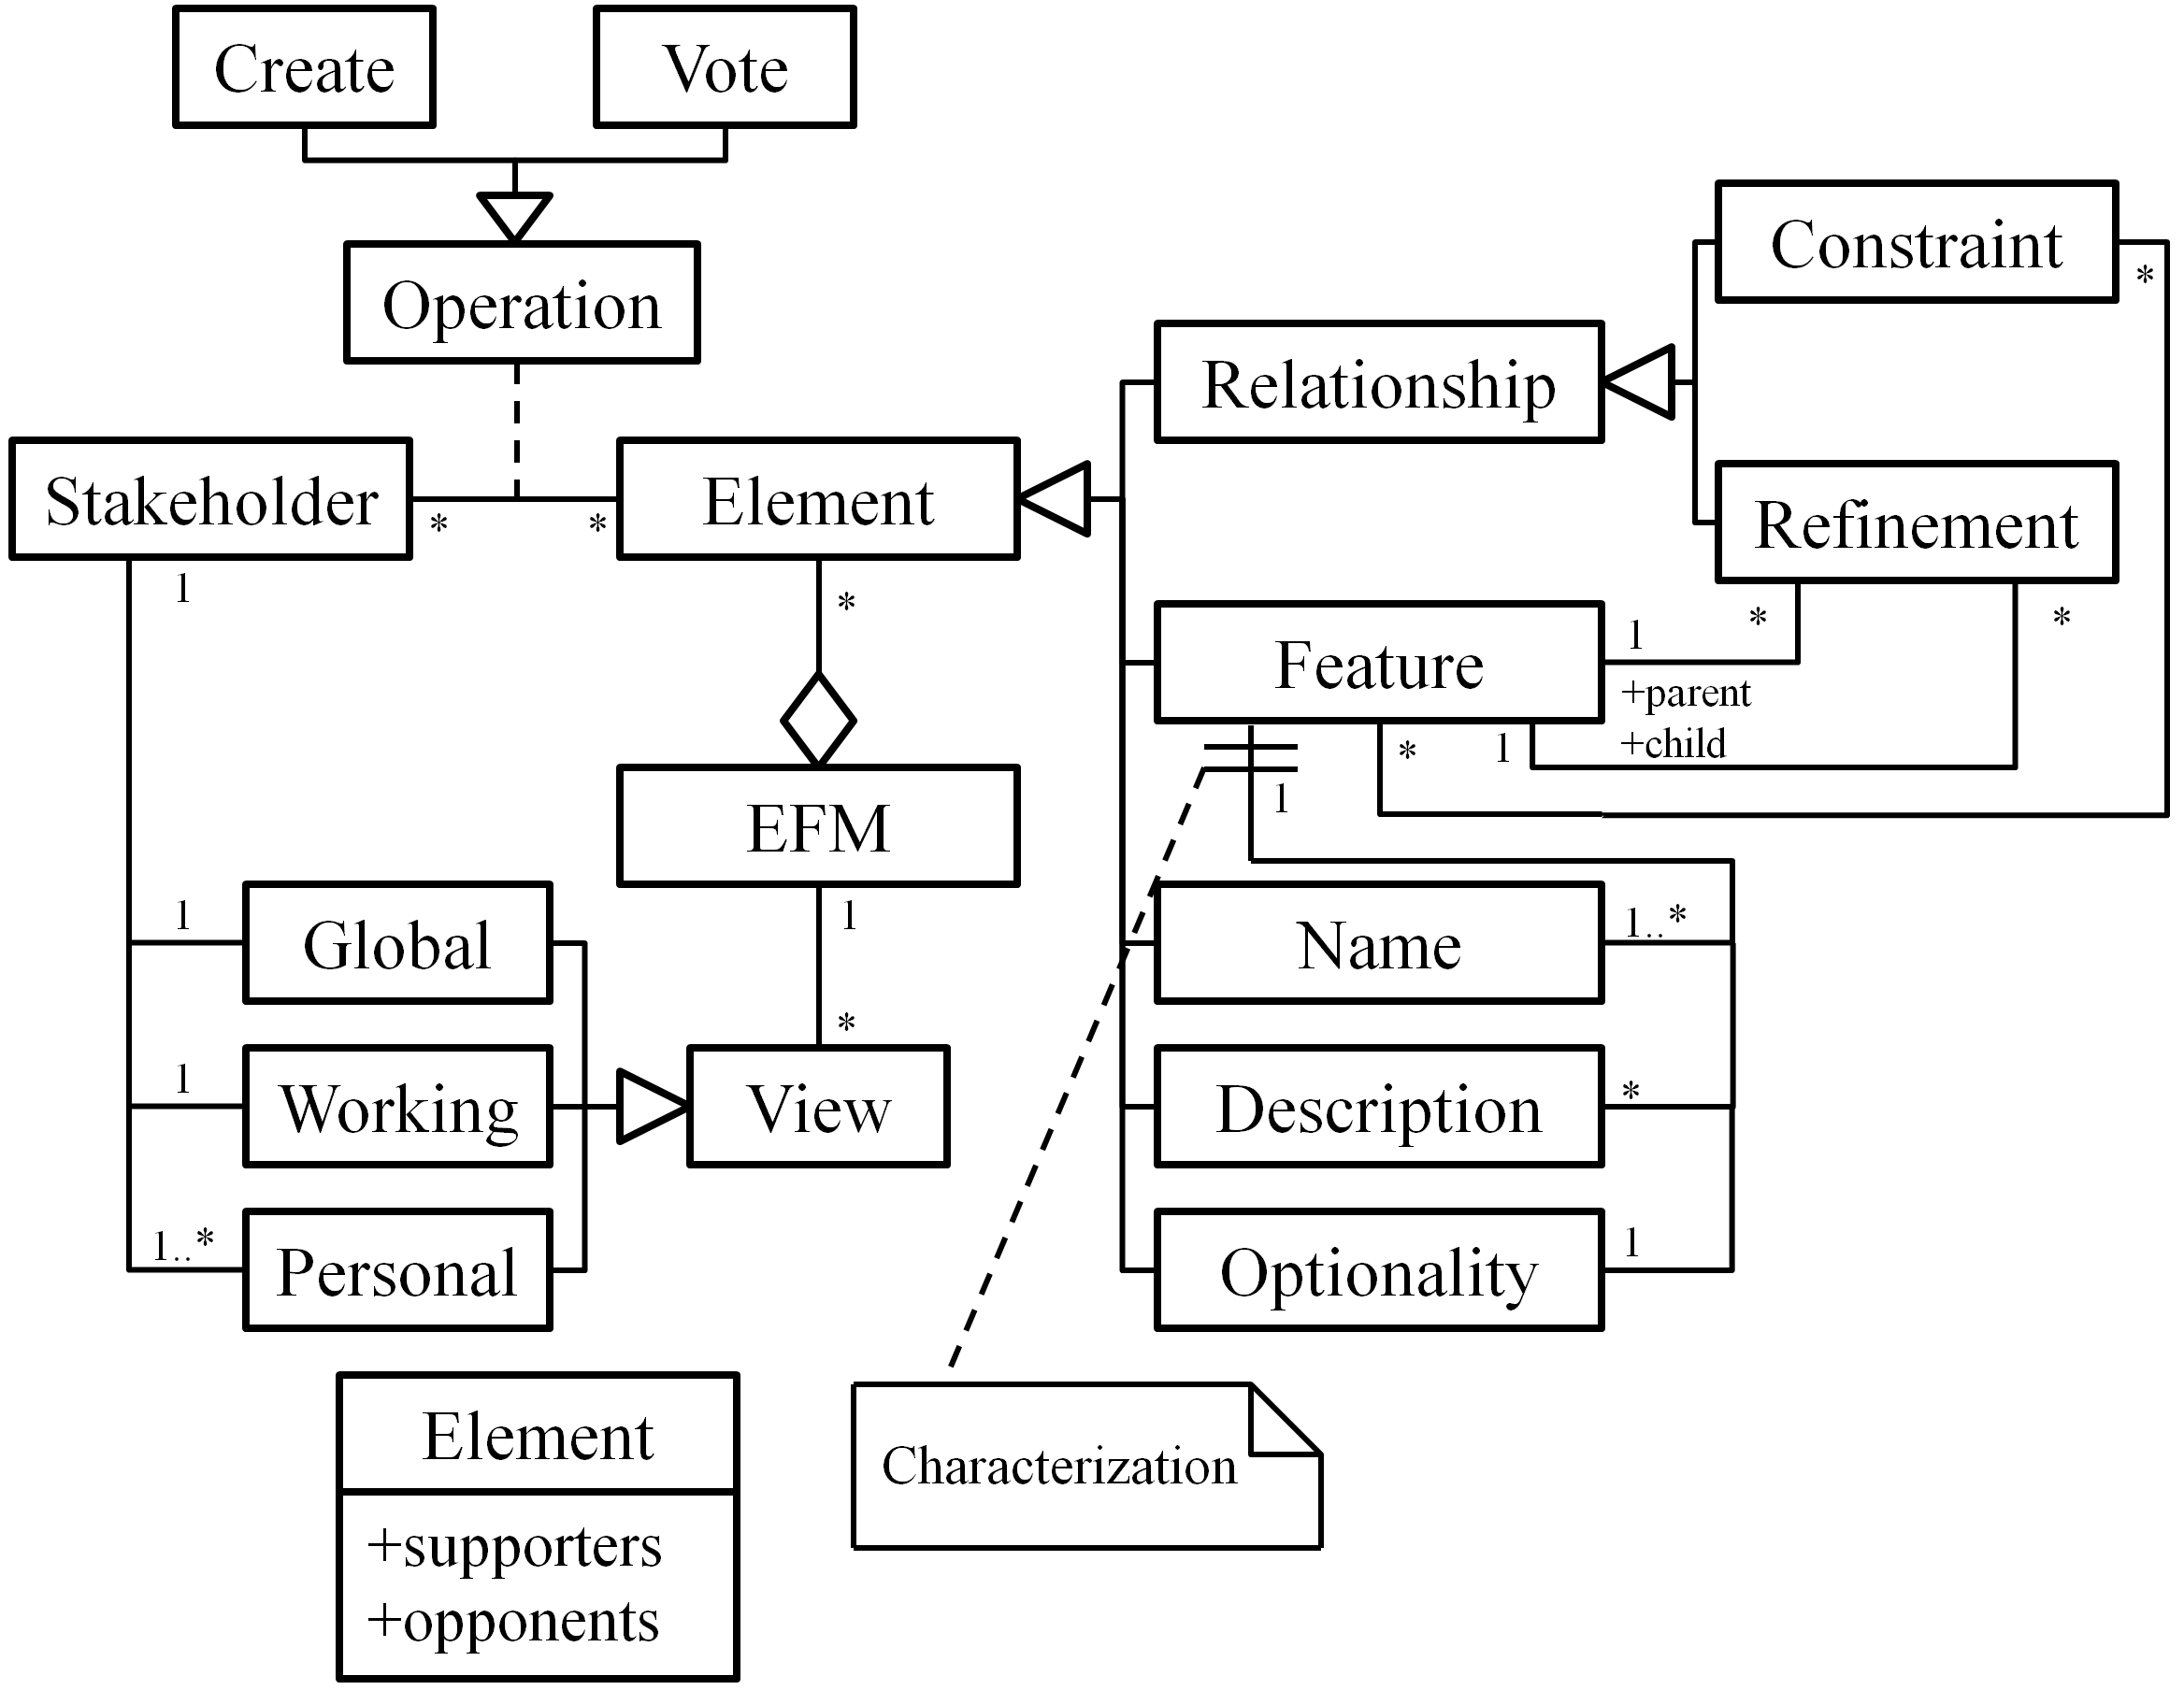 Create
Vote
Operation
Constraint
*
Relationship
Stakeholder
*
*
Element
Refinement
1
*
*
*
Feature
1
+parent
+child
*
1
1
EFM
1
Global
1
Name
1..*
*
1
Working
View
Description
*
1..*
Personal
Optionality
1
Element
+supporters
+opponents
Characterization